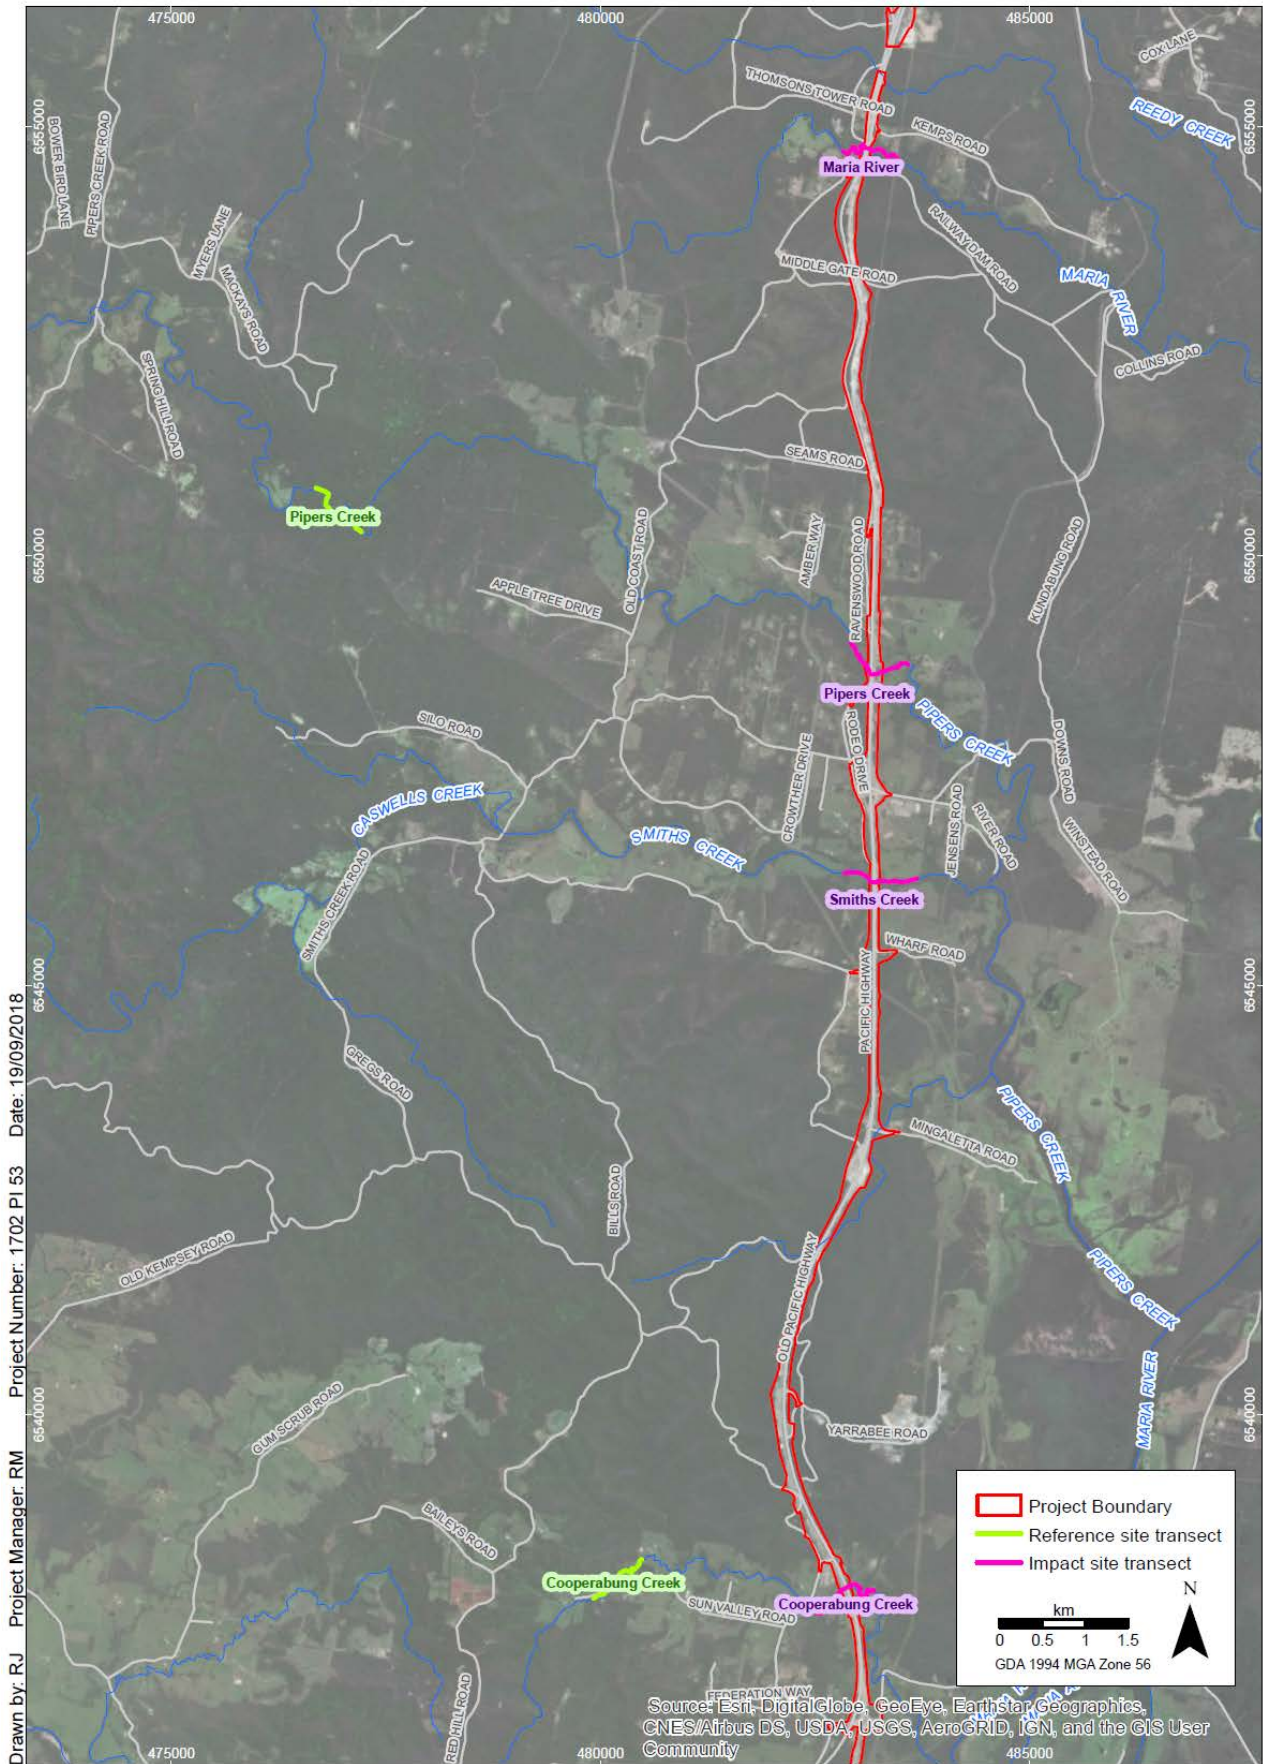 475000
480000
485000
COX LANE
THOMSONS TOWER ROAD
REEDY CREEK
6555000
6555000
KEMPS ROAD
BOWER BIRD LANE
PIPERS CREEK ROAD
Maria River
MYERS LANE
RAILWAY DAM ROAD
MACKAYS ROAD
MIDDLE GATE ROAD
MARIA RIVER
COLLINS ROAD
SPRING HILL ROAD
SEAMS ROAD
Pipers Creek
6550000
6550000
OLD COAST ROAD
AMBER WAY
RAVENSWOOD ROAD
KUNDABUNG ROAD
APPLE TREE DRIVE
Pipers Creek
PIPERS CREEK
SILO ROAD
RODEO DRIVE
CROWTHER DRIVE
DOWNS ROAD
CASWELLS CREEK
SMITHS CREEK
JENSENS ROAD
RIVER ROAD
WINSTEAD ROAD
Smiths Creek
SMITHS CREEK ROAD
WHARF ROAD
6545000
6545000
PACIFIC HIGHWAY
GREGS ROAD
PIPERS CREEK
MINGALETTA ROAD
BILLS ROAD
OLD KEMPSEY ROAD
OLD PACIFIC HIGHWAY
PIPERS CREEK
MARIA RIVER
GUM SCRUB ROAD
6540000
6540000
YARRABEE ROAD
BAILEYS ROAD
Cooperabung Creek
SUN VALLEY ROAD
Cooperabung Creek
RED HILL ROAD
FEDERATION WAY
Project Boundary
Reference site transect
Impact site transect
N
km
0 0.5 1 1.5
GDA 1994 MGA Zone 56
Source: Esri, DigitalGlobe, GeoEye, Earthstar Geographics,
CNES/Airbus DS, USDA, USGS, AeroGRID, IGN, and the GIS User
Community
475000
480000
485000
Drawn by: RJ Project Manager: RM Project Number: 1702 PI 53 Date: 19/09/2018